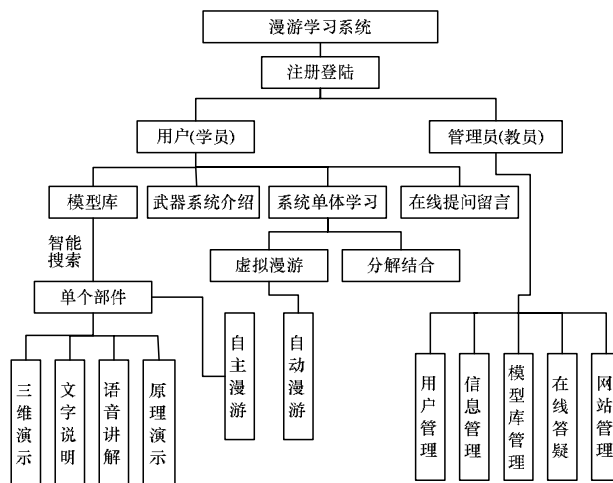 漫游学习系统
注册登陆
用户(学员)
管理员(教员)
模型库
武器系统介绍
系统单体学习
在线提问留言
智能
搜索
虚拟漫游
分解结合
单个部件
自主漫游
自动漫游
三维演示
文字说明
语音讲解
原理演示
用户管理
信息管理
模型库管理
在线答疑
网站管理